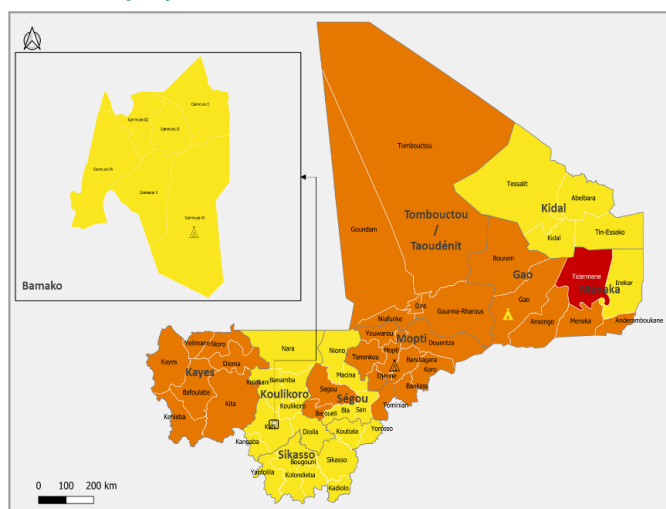 Commune I
Commune III
Commune II
Commune IV
Commune V
Commune VI
Bamako
Tombouctou
Tessalit
Abeibara
Kidal
Goundam
Tombouctou
/
Taoudénit
Kidal
Tin-Essako
Bourem
Gao
Tidermene
Ménaka
Inekar
Gao
Dire
Gourma-Rharous
Niafunke
Ansongo
Menaka
Anderamboukane
Youwarou
Mopti
Douentza
Nara
Niono
Tenenkou
Mopti
Bandiagara
Koro
Djenne
Bankass
Yelimane
Nioro
Kayes
Diema
Kayes
Bafoulabe
Kita
Kenieba
Banamba
Koulikoro
Koulikoro
Macina
Segou
Ségou
Baroueli
Bla
San
Tominian
Kati
Kangaba
Dioila
Koutiala
Yorosso
Sikasso
Bougouni
Sikasso
Yanfolila
Kolondieba
Kadiolo
0 100 200 km